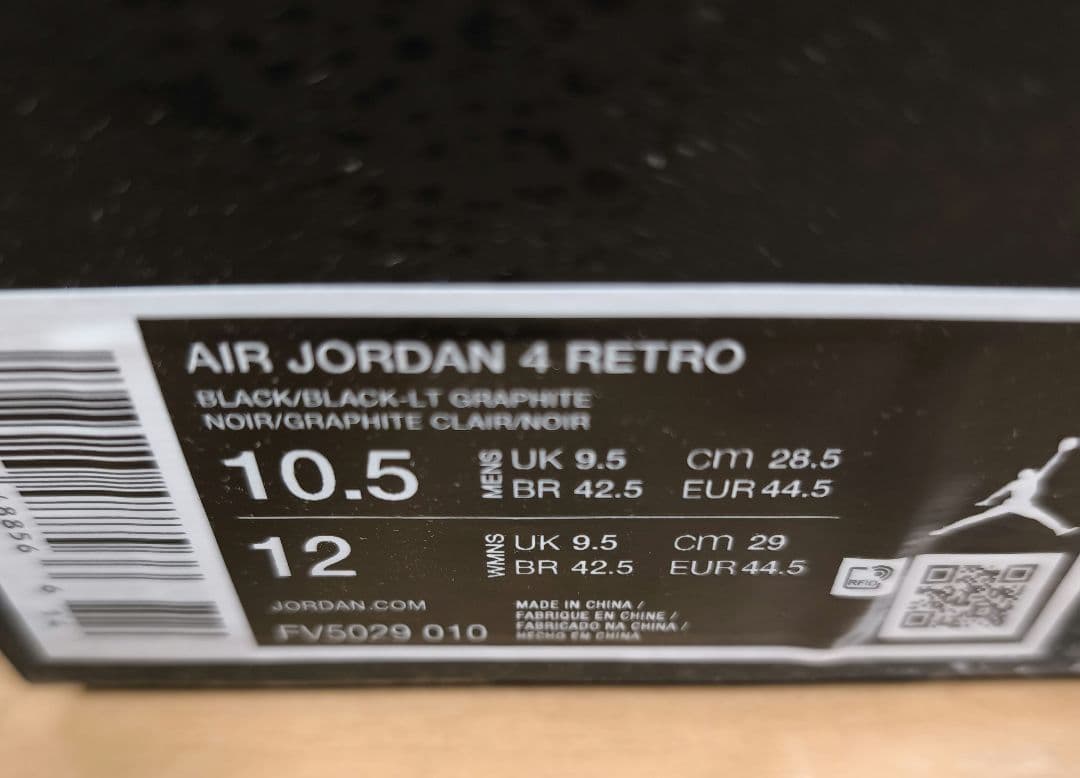 AIR JORDAN 4 RETRO
BLACK/BLACK-LT GRAPHITE
NOIR/GRAPHITE CLAIR/NOIR
10.5 MENS UK 9.5 cm 28.5
BR 42.5 EUR 44.5
12 WMNS UK 9.5 cm 29
BR 42.5 EUR 44.5
RFID
JORDAN.COM
FV5029 010
MADE IN CHINA /
FABRIQUE EN CHINE /
FABRICADO NA CHINA /
HECHO EN CHINA